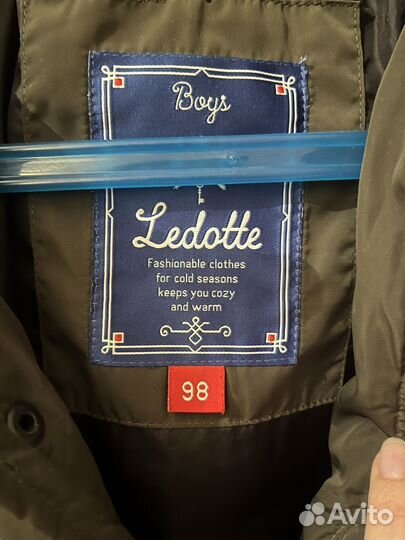 Boys
Ledotte
Fashionable clothes
for cold seasons
keeps you cozy
and warm
98
Avito